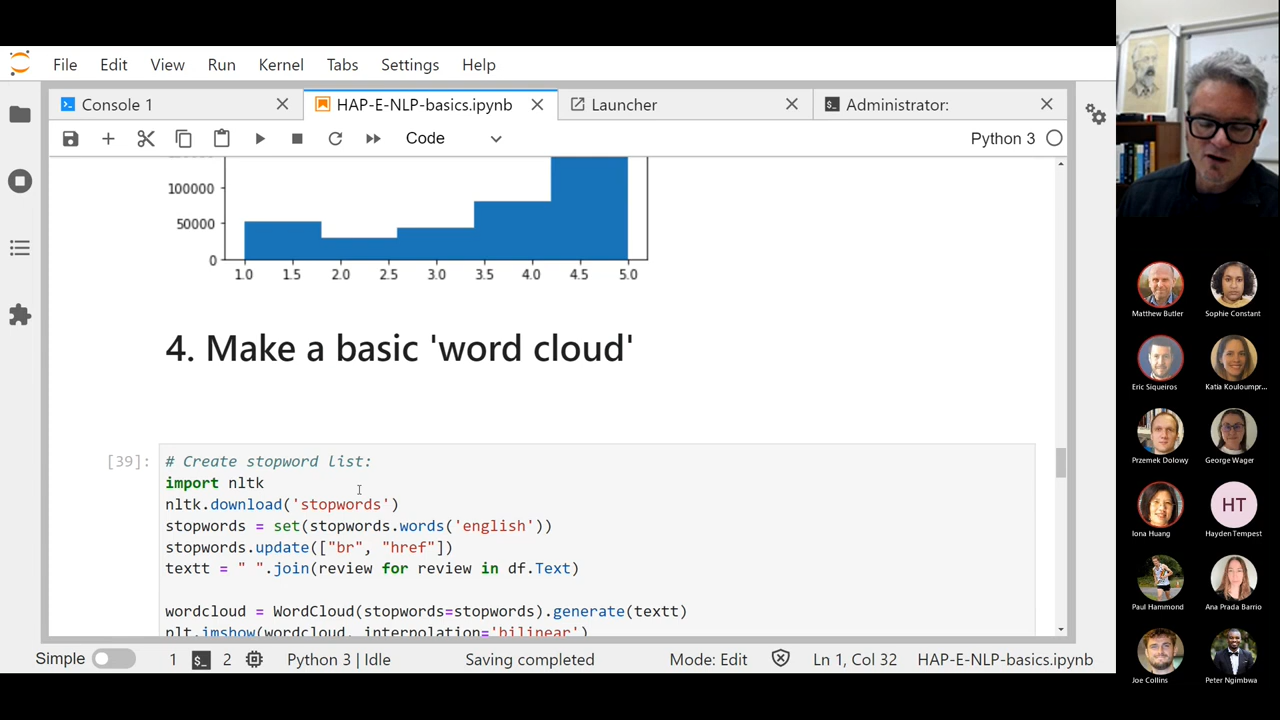 File Edit View Run Kernel Tabs Settings Help
Console 1 HAP-E-NLP-basics.ipynb Launcher Administrator:
Code Python 3
100000
50000
0
1.0 1.5 2.0 2.5 3.0 3.5 4.0 4.5 5.0
4. Make a basic 'word cloud'
[39]: # Create stopword list:
import nltk
nltk.download('stopwords')
stopwords = set(stopwords.words('english'))
stopwords.update(["br", "href"])
textt = " ".join(review for review in df.Text)
wordcloud = WordCloud(stopwords=stopwords).generate(textt)
plt.imshow(wordcloud, interpolation='bilinear')
Simple 1 2 Python 3 | Idle Saving completed Mode: Edit Ln 1, Col 32 HAP-E-NLP-basics.ipynb
Matthew Butler Sophie Constant
Eric Siqueiros Katia Kouloumpr...
Przemek Dolowy George Wager
HT
Iona Huang Hayden Tempest
Paul Hammond Ana Prada Barrio
Joe Collins Peter Ngimbwa